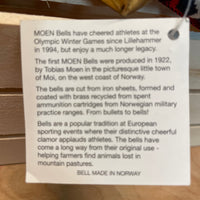 MOEN Bells have cheered athletes at the
Olympic Winter Games since Lillehammer
in 1994, but enjoy a much longer legacy.
The first MOEN Bells were produced in 1922,
by Tobias Moen in the picturesque little town
of Moi, on the west coast of Norway.
The bells are cut from iron sheets, formed and
coated with brass recycled from spent
ammunition cartridges from Norwegian military
practice ranges. From bullets to bells!
Bells are a popular tradition at European
sporting events where their distinctive cheerful
clamor applauds athletes. The bells have
come a long way from their original use -
helping farmers find animals lost in
mountain pastures.
BELL MADE IN NORWAY